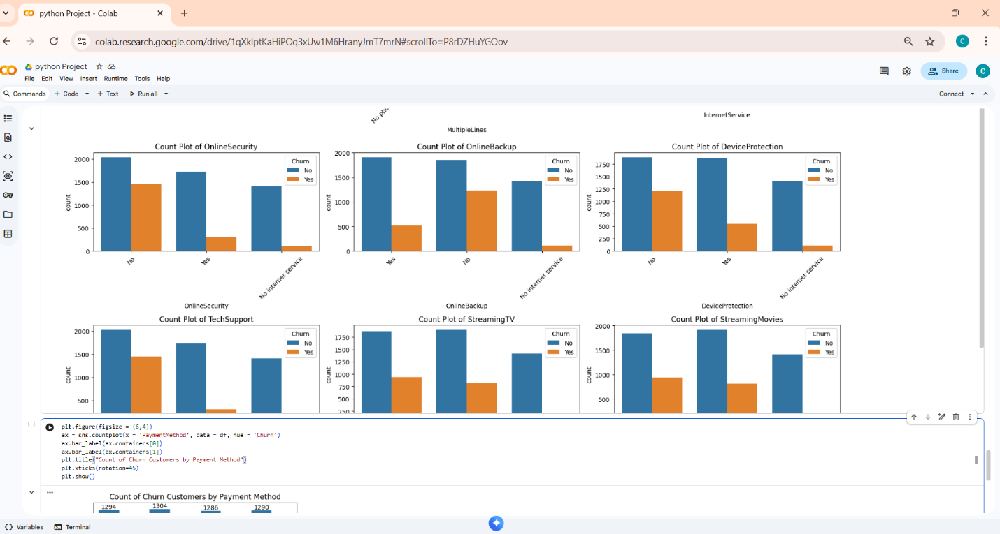 python Project - Colab
colab.research.google.com/drive/1qXklptKaHiPOq3xUw1M6HranyJmT7mrN#scrollTo=P8rDZHuYGOov
C
python Project
File Edit View Insert Runtime Tools Help
Share
C
Commands + Code + Text Run all
Connect
No pho
MultipleLines
InternetService
Count Plot of OnlineSecurity
Churn
No
Yes
2000
1500
1000
500
0
count
No
Yes
No internet service
OnlineSecurity
Count Plot of OnlineBackup
Churn
No
Yes
2000
1500
1000
500
0
count
Yes
No
No internet service
OnlineBackup
Count Plot of DeviceProtection
Churn
No
Yes
1750
1500
1250
1000
750
500
250
0
count
No
Yes
No internet service
DeviceProtection
Count Plot of TechSupport
Churn
No
Yes
2000
1500
1000
500
count
Count Plot of StreamingTV
Churn
No
Yes
1750
1500
1250
1000
750
500
250
count
Count Plot of StreamingMovies
Churn
No
Yes
2000
1500
1000
500
count
[ ]
plt.figure(figsize = (6,4))
ax = sns.countplot(x = 'PaymentMethod', data = df, hue = 'Churn')
ax.bar_label(ax.containers[0])
ax.bar_label(ax.containers[1])
plt.title("Count of Churn Customers by Payment Method")
plt.xticks(rotation=45)
plt.show()
Count of Churn Customers by Payment Method
1294 1304 1286 1290
Variables Terminal